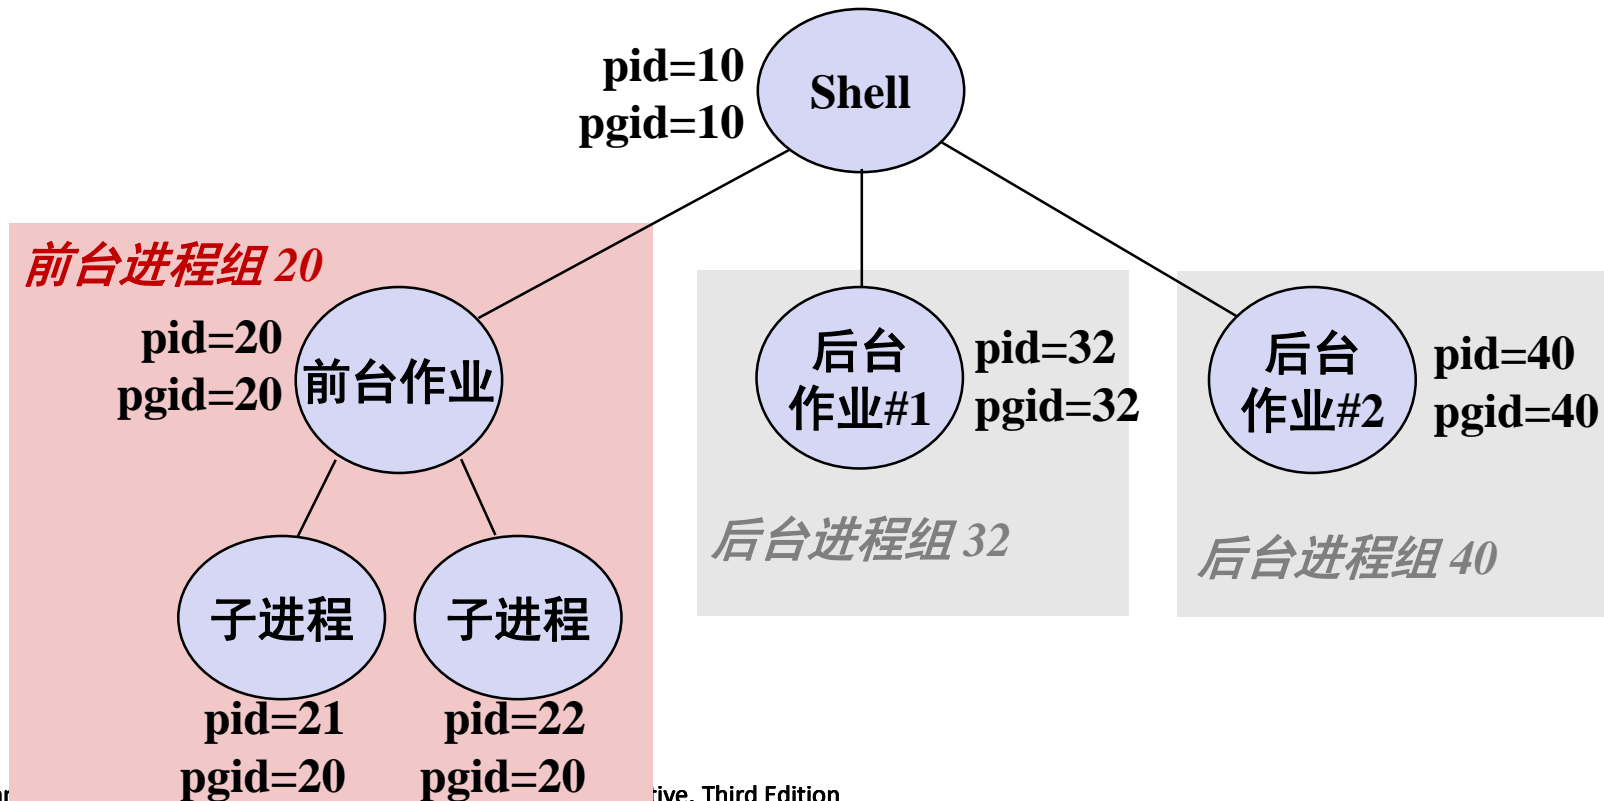 pid=10
pgid=10
Shell
前台进程组 20
pid=20
pgid=20
前台作业
后台
作业#1
pid=32
pgid=32
后台
作业#2
pid=40
pgid=40
后台进程组 32
后台进程组 40
子进程
子进程
pid=21
pgid=20
pid=22
pgid=20
Third Edition